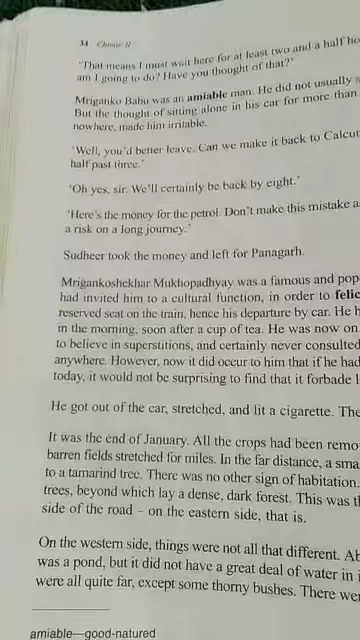 34 Chinar II
'That means I must wait here for at least two and a half
am I going to do? Have you thought of that?'
Mriganko Babu was an amiable man. He did not usually
But the thought of sitting alone in his car for more than
nowhere, made him irritable.
'Well, you'd better leave. Can we make it back to
half past three.'
'Oh yes, sir. We'll certainly be back by eight.'
'Here's the money for the petrol. Don't make this mistake
a risk on a long journey.'
Sudheer took the money and left for Panagarh.
Mrigankoshekhar Mukhopadhyay was a famous and pop
had invited him to a cultural function, in order to felic
reserved seat on the train, hence his departure by car. He
in the morning, soon after a cup of tea. He was now on
to believe in superstitions, and certainly never consulted
anywhere. However, now it did occur to him that if he had
today, it would not be surprising to find that it forbade
He got out of the car, stretched, and lit a cigarette. The
It was the end of January. All the crops had been remo
barren fields stretched for miles. In the far distance, a sma
to a tamarind tree. There was no other sign of habitation.
trees, beyond which lay a dense, dark forest. This was
side of the road – on the eastern side, that is.
On the western side, things were not all that different.
was a pond, but it did not have a great deal of water in
were all quite far, except some thorny bushes. There
amiable—good-natured